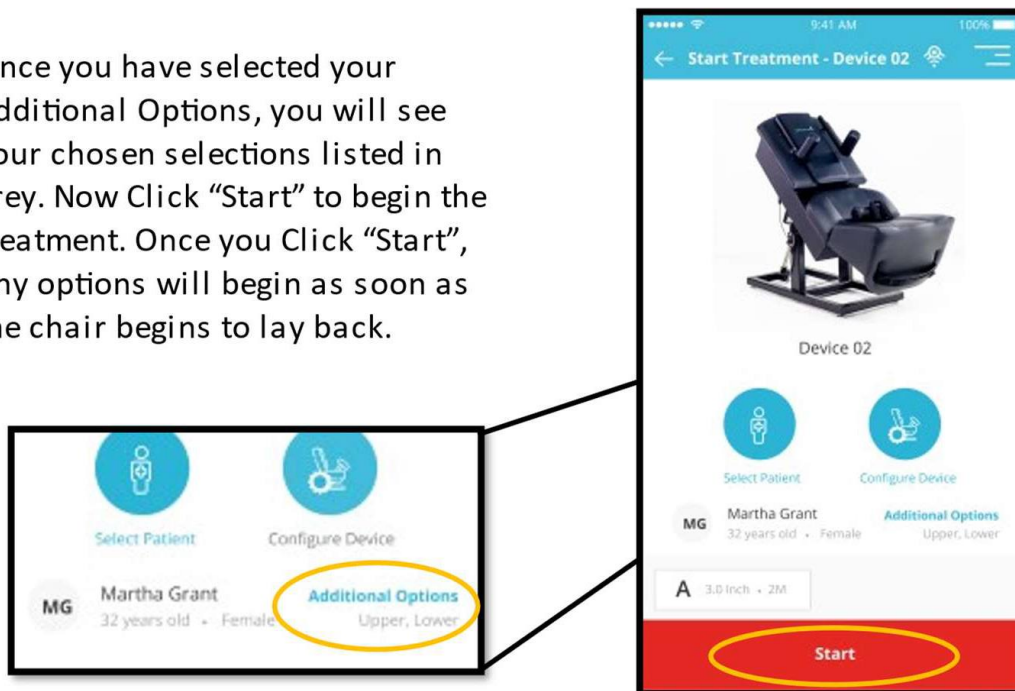 nce you have selected your
dditional Options, you will see
our chosen selections listed in
rey. Now Click “Start” to begin the
eatment. Once you Click “Start”,
ny options will begin as soon as
e chair begins to lay back.
Select Patient
Configure Device
MG
Martha Grant
32 years old • Female
Additional Options
Upper, Lower
9:41 AM
100%
← Start Treatment - Device 02
Device 02
Select Patient
Configure Device
MG
Martha Grant
32 years old • Female
Additional Options
Upper, Lower
A 3.0 Inch • 2M
Start